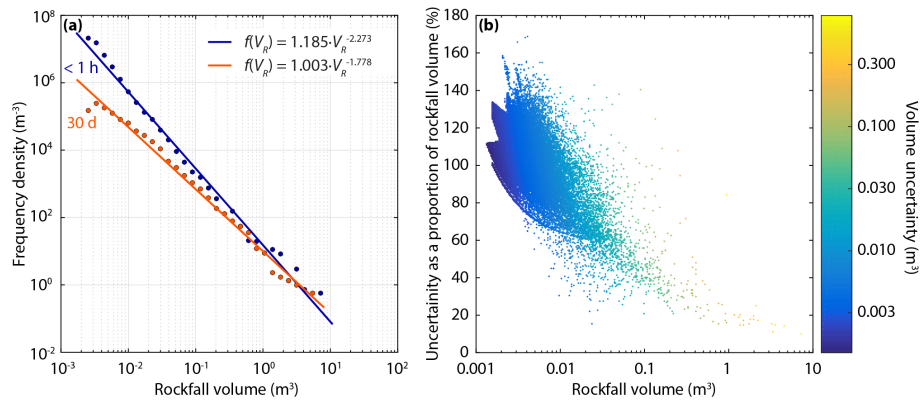 (a)
f(V_R) = 1.185·V_R^-2.273
f(V_R) = 1.003·V_R^-1.778
< 1 h
30 d
10^8
10^6
10^4
10^2
10^0
10^-2
Frequency density (m^-3)
10^-3
10^-2
10^-1
10^0
10^1
10^2
Rockfall volume (m^3)
(b)
180
160
140
120
100
80
60
40
20
0
Uncertainity as a proportion of rockfall volume (%)
0.001
0.01
0.1
1
10
Rockfall volume (m^3)
0.300
0.100
0.030
0.010
0.003
Volume uncertainty (m^3)